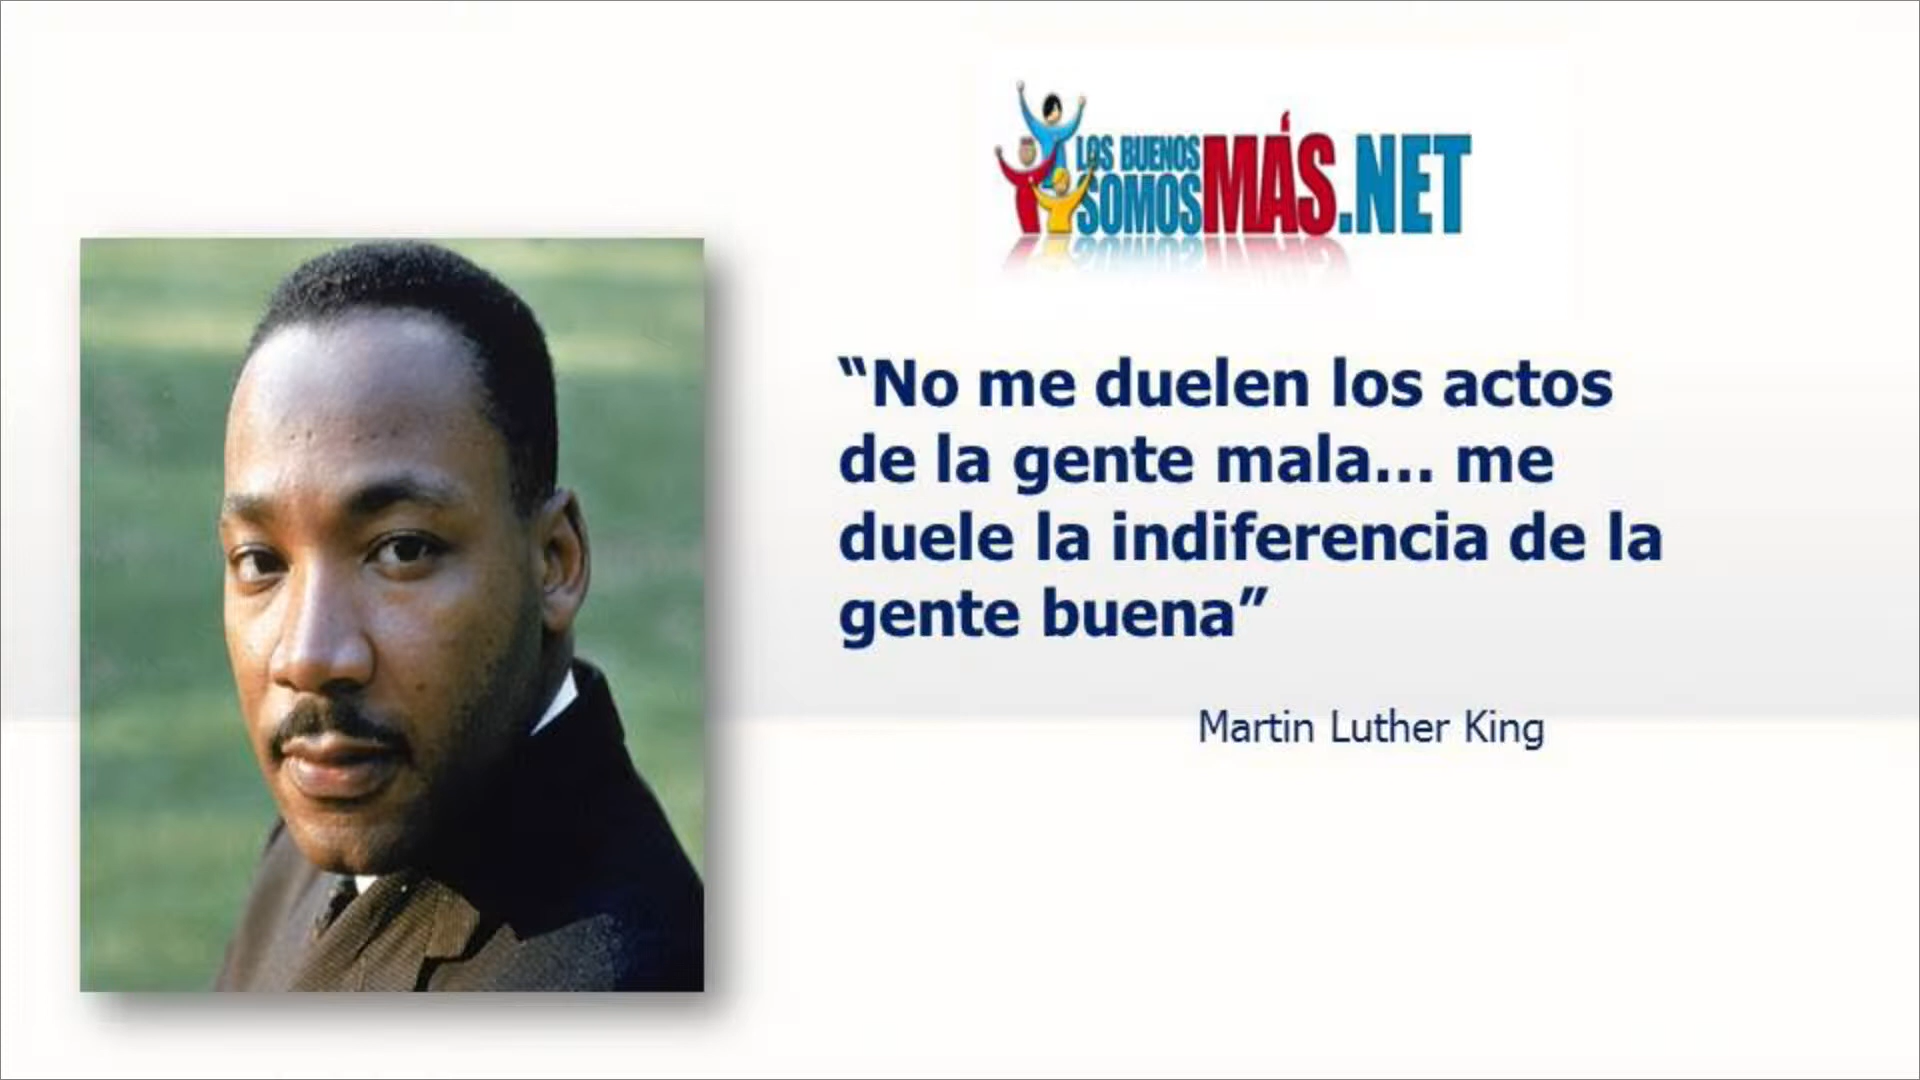 LOS BUENOS
SOMOS MÁS.NET
“No me duelen los actos
de la gente mala... me
duele la indiferencia de la
gente buena”
Martin Luther King